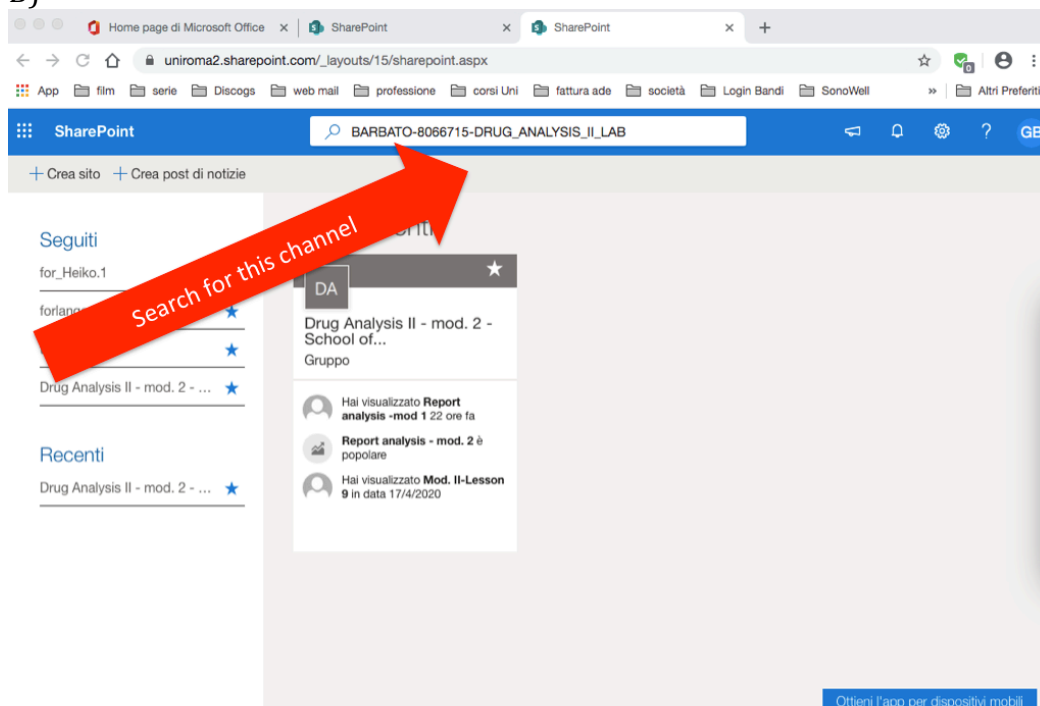 Home page di Microsoft Office
SharePoint
SharePoint
uniroma2.sharepoint.com/_layouts/15/sharepoint.aspx
0
App film serie Discogs web mail professione corsi Uni fattura ade società Login Bandi SonoWell » Altri Preferiti
SharePoint
BARBATO-8066715-DRUG_ANALYSIS_II_LAB
? GB
Crea sito
Crea post di notizie
Search for this channel
Seguiti
for_Heiko.1
Drug Analysis II - mod. 2 - ...
Recenti
Drug Analysis II - mod. 2 - ...
DA
Drug Analysis II - mod. 2 -
School of...
Gruppo
Hai visualizzato Report
analysis -mod 1 22 ore fa
Report analysis - mod. 2 è
popolare
Hai visualizzato Mod. II-Lesson
9 in data 17/4/2020
Ottieni l'app per dispositivi mobili